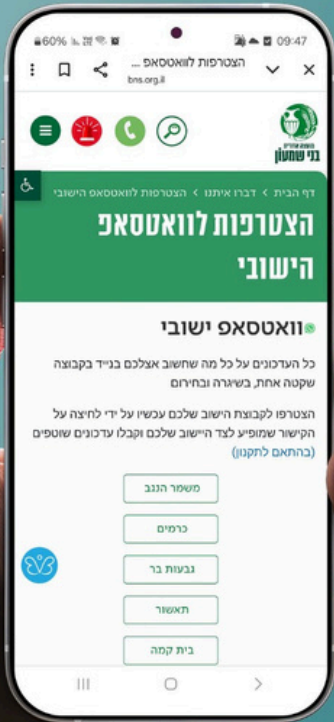 60%
09:47
הצטרפות לוואטסאפ ...
bns.org.il
מועצה אזורית
בני שמעון
דף הבית > דברו איתנו > הצטרפות לוואטסאפ הישובי
הצטרפות לוואטסאפ
הישובי
וואטסאפ ישובי
כל העדכונים על כל מה שחשוב אצלכם בנייד בקבוצה
שקטה אחת, בשיגרה ובחירום
הצטרפו לקבוצת הישוב שלכם עכשיו על ידי לחיצה על
הקישור שמופיע לצד היישוב שלכם וקבלו עדכונים שוטפים
(בהתאם לתקנון)
משמר הנגב
כרמים
גבעות בר
תאשור
בית קמה